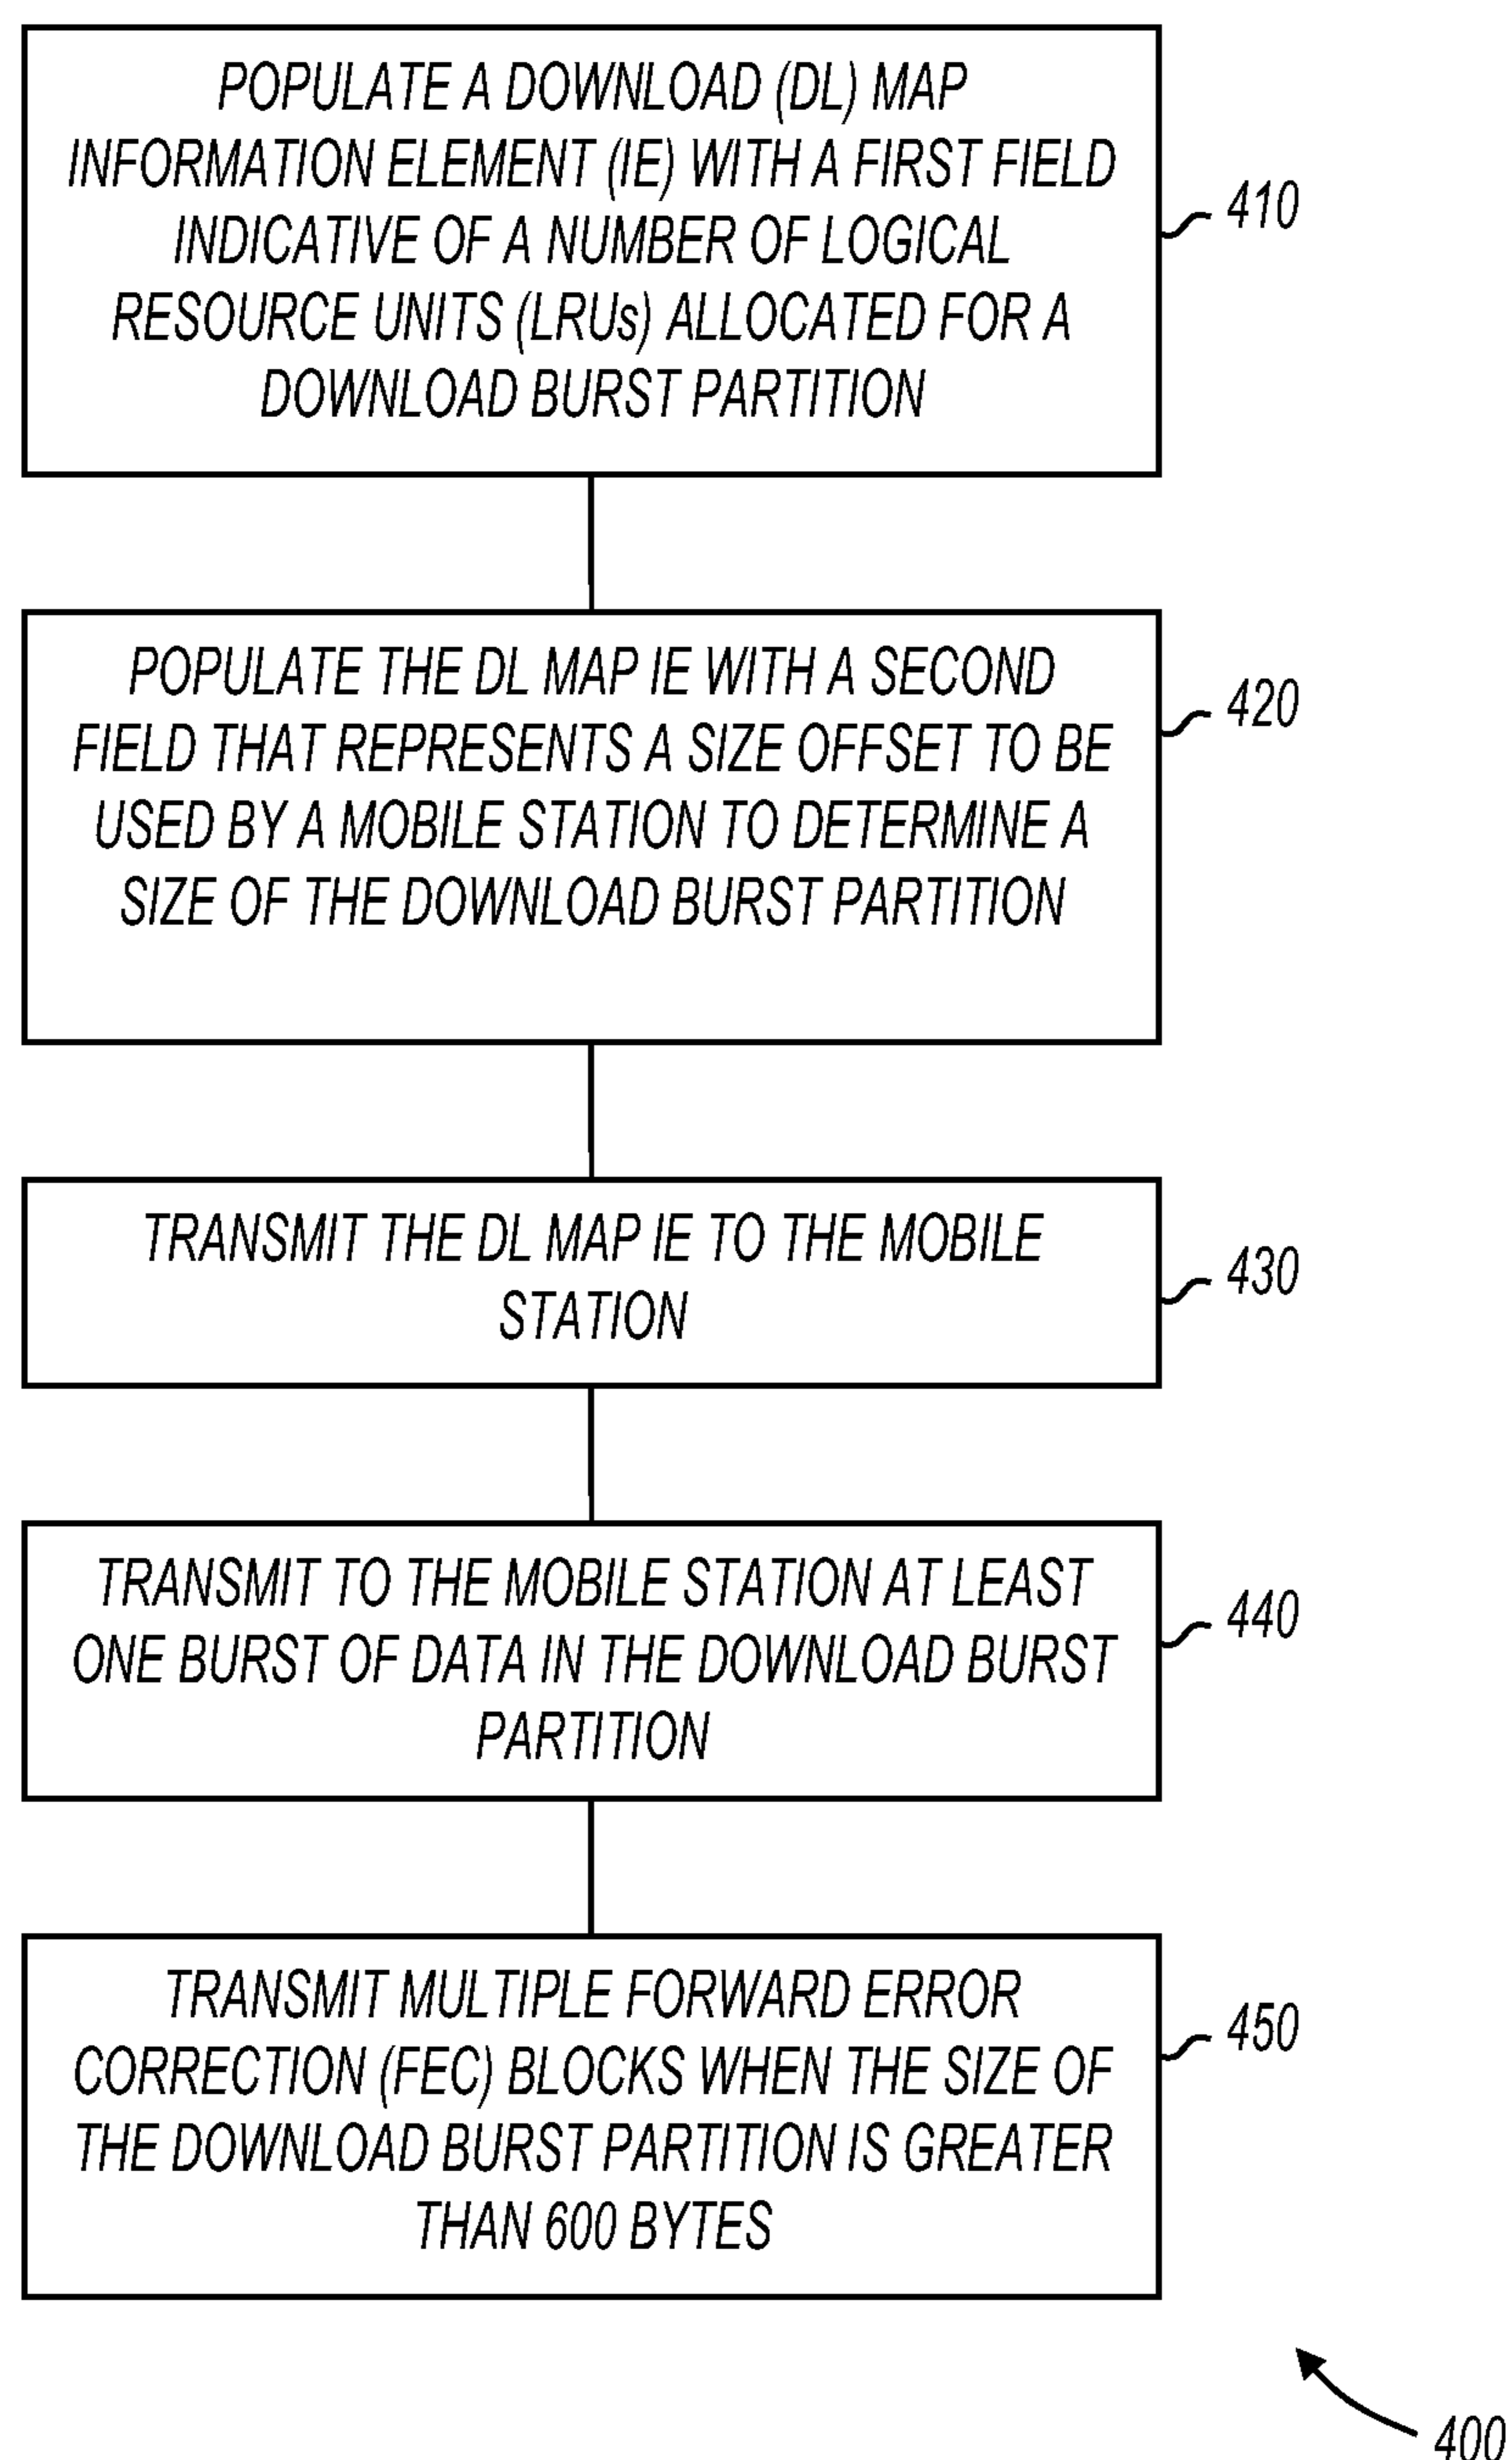 POPULATE A DOWNLOAD (DL) MAP
INFORMATION ELEMENT (IE) WITH A FIRST FIELD
INDICATIVE OF A NUMBER OF LOGICAL
RESOURCE UNITS (LRUs) ALLOCATED FOR A
DOWNLOAD BURST PARTITION
410
POPULATE THE DL MAP IE WITH A SECOND
FIELD THAT REPRESENTS A SIZE OFFSET TO BE
USED BY A MOBILE STATION TO DETERMINE A
SIZE OF THE DOWNLOAD BURST PARTITION
420
TRANSMIT THE DL MAP IE TO THE MOBILE
STATION
430
TRANSMIT TO THE MOBILE STATION AT LEAST
ONE BURST OF DATA IN THE DOWNLOAD BURST
PARTITION
440
TRANSMIT MULTIPLE FORWARD ERROR
CORRECTION (FEC) BLOCKS WHEN THE SIZE OF
THE DOWNLOAD BURST PARTITION IS GREATER
THAN 600 BYTES
450
400